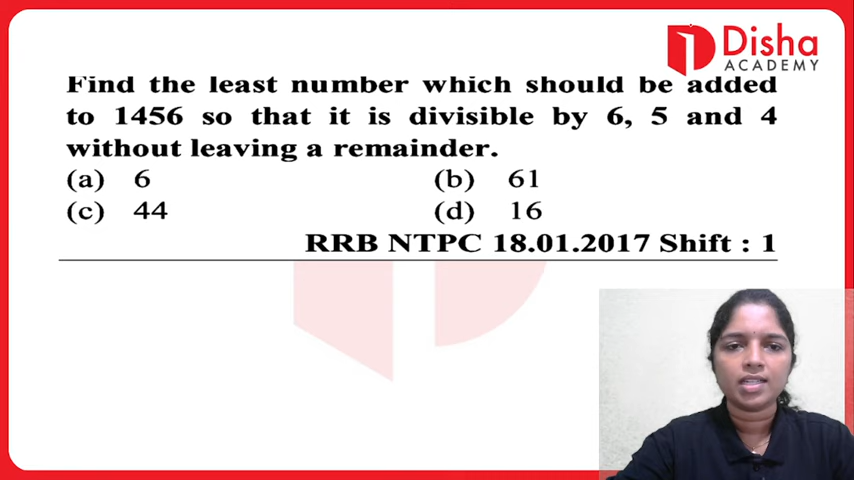 Disha
ACADEMY
Find the least number which should be added
to 1456 so that it is divisible by 6, 5 and 4
without leaving a remainder.
(a) 6 (b) 61
(c) 44 (d) 16
RRB NTPC 18.01.2017 Shift : 1